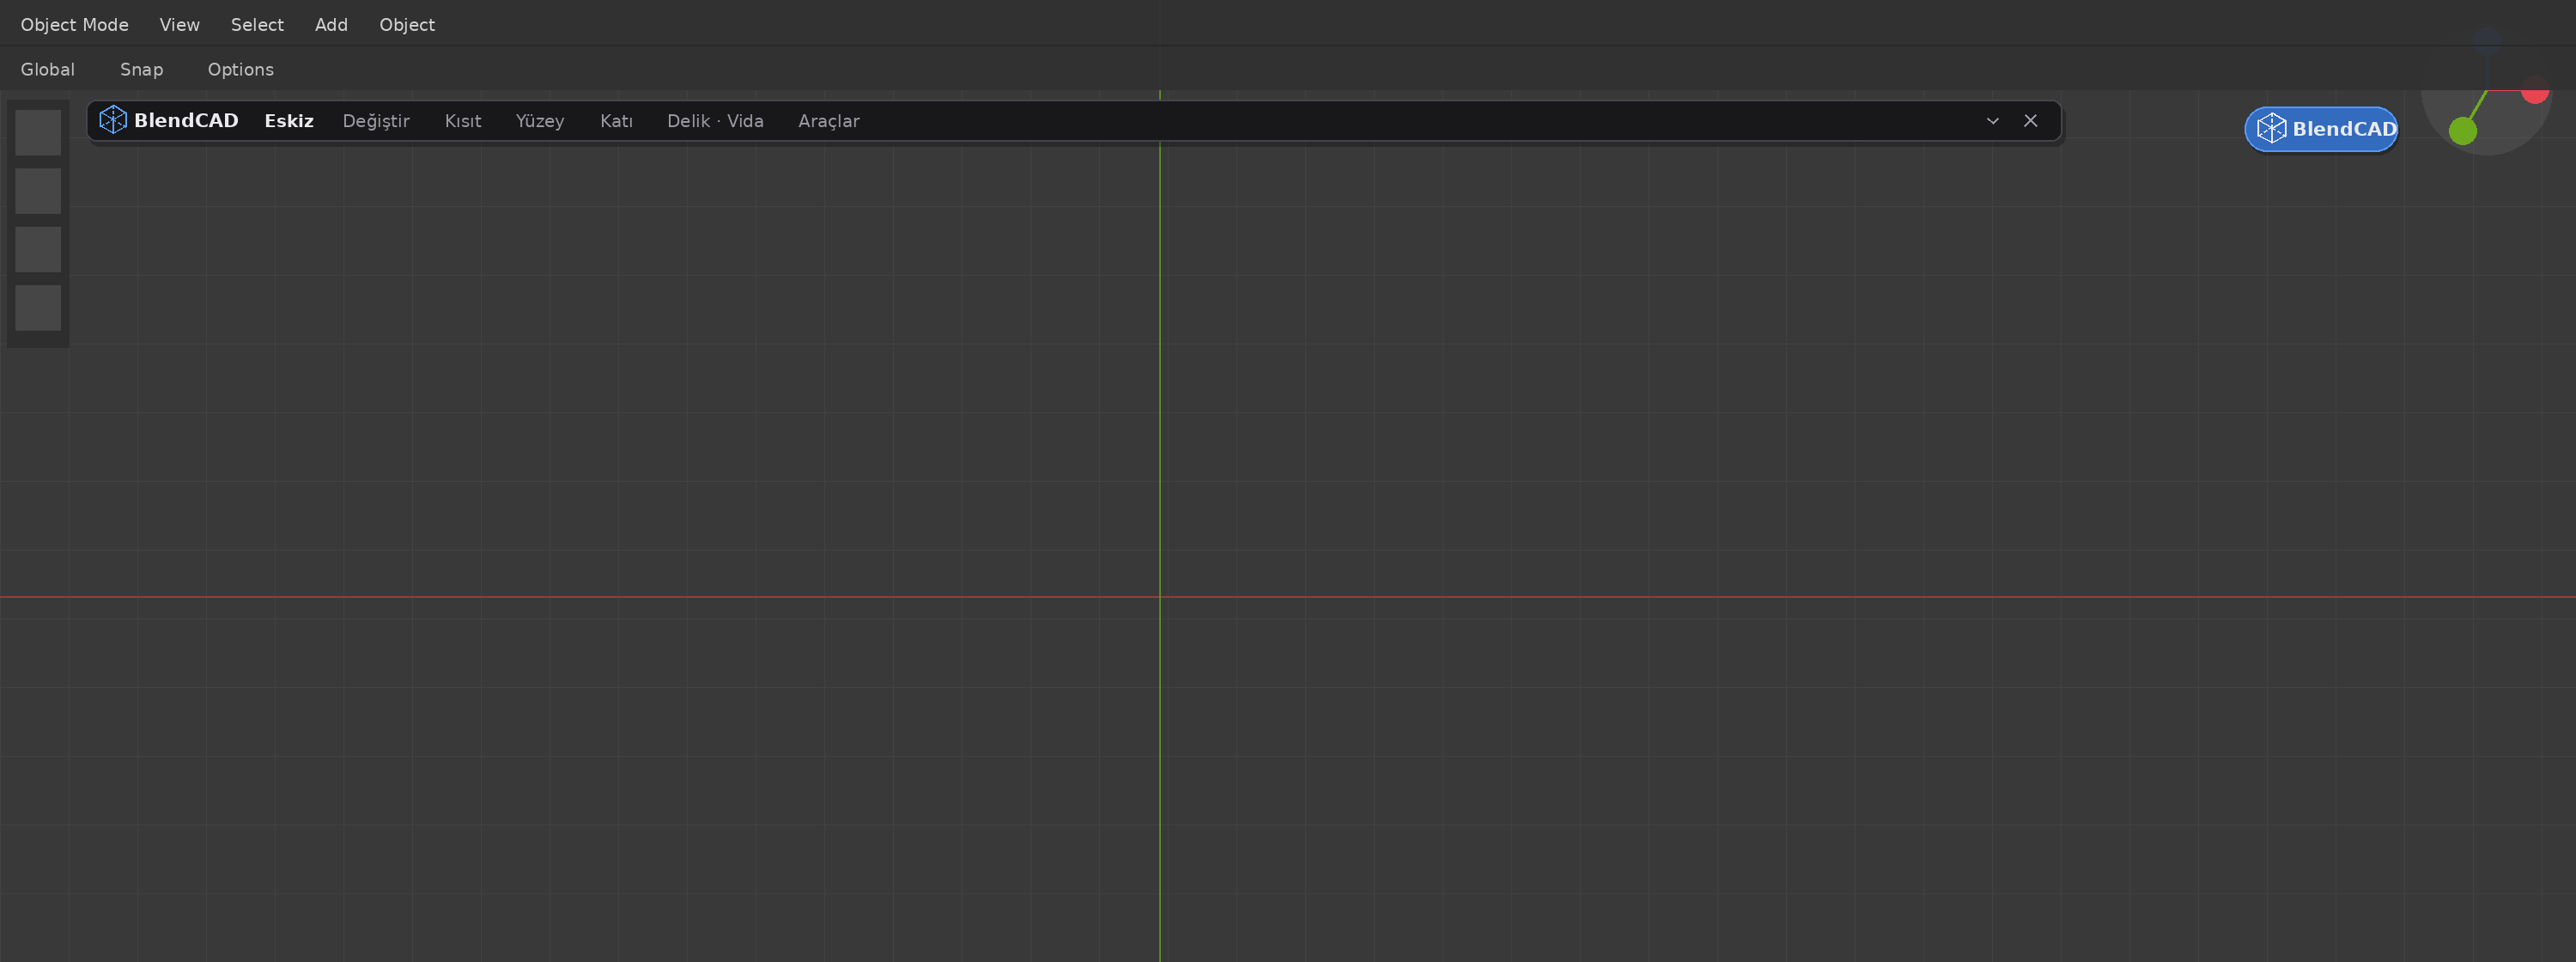 Object Mode View Select Add Object
Global Snap Options
BlendCAD Eskiz Değiştir Kısıt Yüzey Katı Delik · Vida Araçlar
BlendCAD